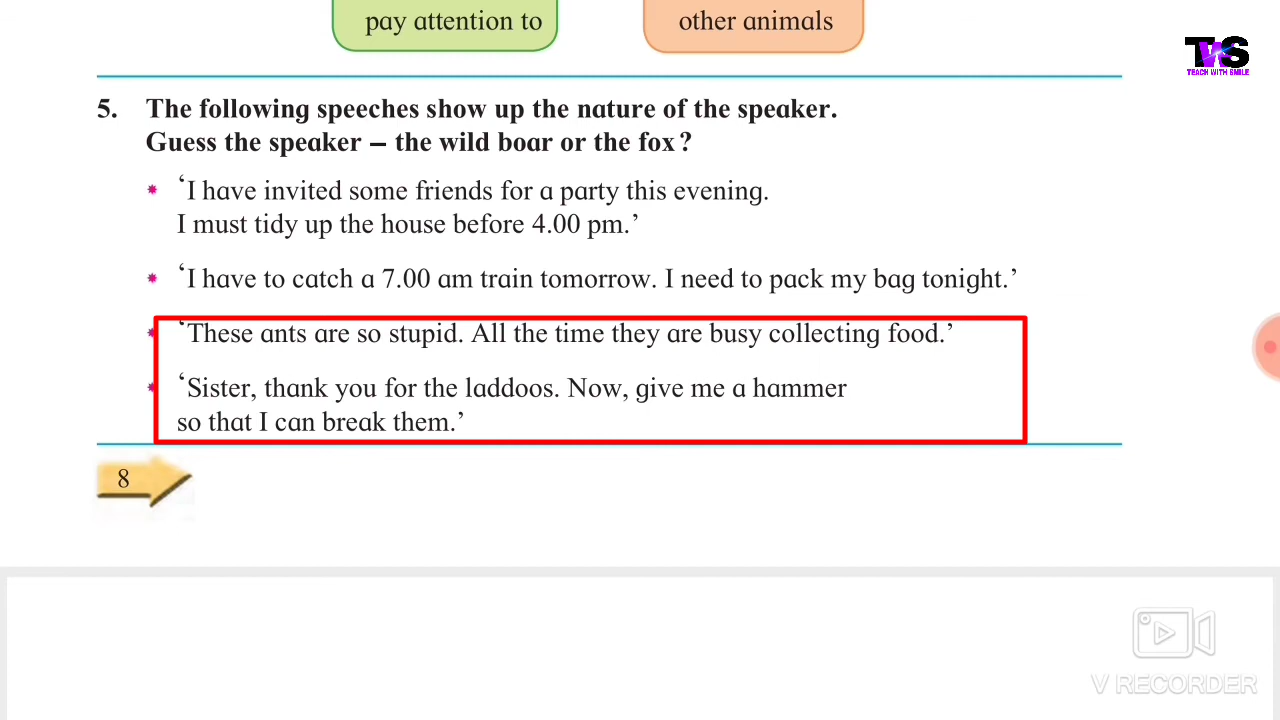 pay attention to
other animals
TWS
TEACH WITH SMILE
5. The following speeches show up the nature of the speaker.
Guess the speaker – the wild boar or the fox?
* ‘I have invited some friends for a party this evening.
I must tidy up the house before 4.00 pm.’
* ‘I have to catch a 7.00 am train tomorrow. I need to pack my bag tonight.’
* ‘These ants are so stupid. All the time they are busy collecting food.’
* ‘Sister, thank you for the laddoos. Now, give me a hammer
so that I can break them.’
8
V RECORDER